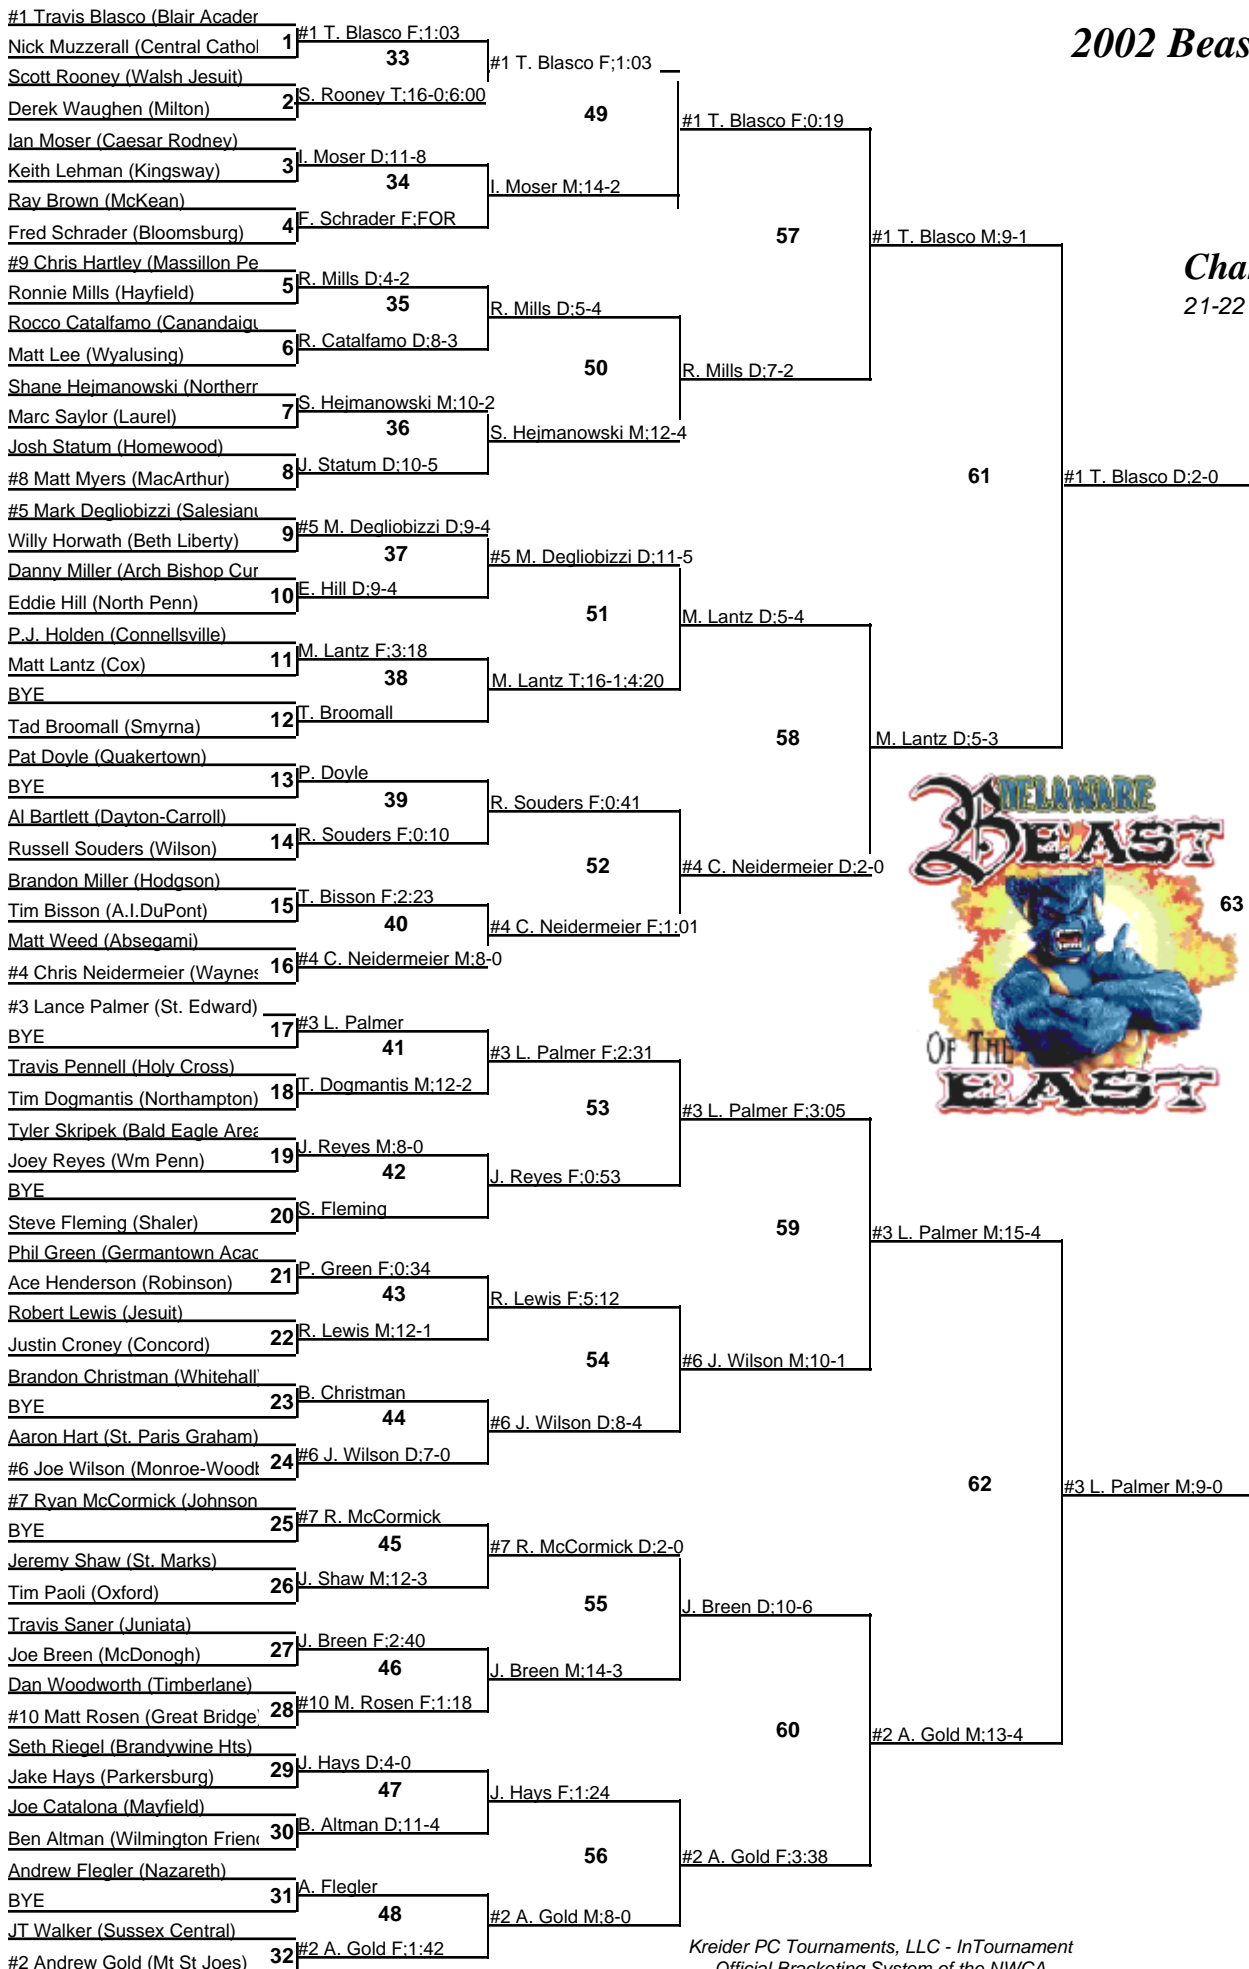 2002 Beas
Cha
21-22
#1 Travis Blasco (Blair Acader
Nick Muzzerall (Central Cathol
Scott Rooney (Walsh Jesuit)
Derek Waughen (Milton)
Ian Moser (Caesar Rodney)
Keith Lehman (Kingsway)
Ray Brown (McKean)
Fred Schrader (Bloomsburg)
#9 Chris Hartley (Massillon Pe
Ronnie Mills (Hayfield)
Rocco Catalfamo (Canandaigu
Matt Lee (Wyalusing)
Shane Hejmanowski (Northern
Marc Saylor (Laurel)
Josh Statum (Homewood)
#8 Matt Myers (MacArthur)
#5 Mark Degliobizzi (Salesianu
Willy Horwath (Beth Liberty)
Danny Miller (Arch Bishop Cur
Eddie Hill (North Penn)
P.J. Holden (Connellsville)
Matt Lantz (Cox)
BYE
Tad Broomall (Smyrna)
Pat Doyle (Quakertown)
BYE
Al Bartlett (Dayton-Carroll)
Russell Souders (Wilson)
Brandon Miller (Hodgson)
Tim Bisson (A.I.DuPont)
Matt Weed (Absegami)
#4 Chris Neidermeier (Waynes
#3 Lance Palmer (St. Edward)
BYE
Travis Pennell (Holy Cross)
Tim Dogmantis (Northampton)
Tyler Skripek (Bald Eagle Area
Joey Reyes (Wm Penn)
BYE
Steve Fleming (Shaler)
Phil Green (Germantown Acad
Ace Henderson (Robinson)
Robert Lewis (Jesuit)
Justin Croney (Concord)
Brandon Christman (Whitehall)
BYE
Aaron Hart (St. Paris Graham)
#6 Joe Wilson (Monroe-Woodb
#7 Ryan McCormick (Johnson
BYE
Jeremy Shaw (St. Marks)
Tim Paoli (Oxford)
Travis Saner (Juniata)
Joe Breen (McDonogh)
Dan Woodworth (Timberlane)
#10 Matt Rosen (Great Bridge)
Seth Riegel (Brandywine Hts)
Jake Hays (Parkersburg)
Joe Catalona (Mayfield)
Ben Altman (Wilmington Friend
Andrew Flegler (Nazareth)
BYE
JT Walker (Sussex Central)
#2 Andrew Gold (Mt St Joes)
1
2
3
4
5
6
7
8
9
10
11
12
13
14
15
16
17
18
19
20
21
22
23
24
25
26
27
28
29
30
31
32
#1 T. Blasco F;1:03
S. Rooney T;16-0;6:00
I. Moser D;11-8
F. Schrader F;FOR
R. Mills D;4-2
R. Catalfamo D;8-3
S. Hejmanowski M;10-2
J. Statum D;10-5
#5 M. Degliobizzi D;9-4
E. Hill D;9-4
M. Lantz F;3:18
T. Broomall
P. Doyle
R. Souders F;0:10
T. Bisson F;2:23
#4 C. Neidermeier M;8-0
#3 L. Palmer
T. Dogmantis M;12-2
J. Reyes M;8-0
S. Fleming
P. Green F;0:34
R. Lewis M;12-1
B. Christman
#6 J. Wilson D;7-0
#7 R. McCormick
J. Shaw M;12-3
J. Breen F;2:40
#10 M. Rosen F;1:18
J. Hays D;4-0
B. Altman D;11-4
A. Flegler
#2 A. Gold F;1:42
33
34
35
36
37
38
39
40
41
42
43
44
45
46
47
48
#1 T. Blasco F;1:03
I. Moser M;14-2
R. Mills D;5-4
S. Hejmanowski M;12-4
#5 M. Degliobizzi D;11-5
M. Lantz T;16-1;4:20
R. Souders F;0:41
#4 C. Neidermeier F;1:01
#3 L. Palmer F;2:31
J. Reyes F;0:53
R. Lewis F;5:12
#6 J. Wilson D;8-4
#7 R. McCormick D;2-0
J. Breen M;14-3
J. Hays F;1:24
#2 A. Gold M;8-0
49
50
51
52
53
54
55
56
#1 T. Blasco F;0:19
R. Mills D;7-2
M. Lantz D;5-4
#4 C. Neidermeier D;2-0
#3 L. Palmer F;3:05
#6 J. Wilson M;10-1
J. Breen D;10-6
#2 A. Gold F;3:38
57
58
59
60
#1 T. Blasco M;9-1
M. Lantz D;5-3
#3 L. Palmer M;15-4
#2 A. Gold M;13-4
61
62
#1 T. Blasco D;2-0
#3 L. Palmer M;9-0
63
DELAWARE
BEAST
OF THE
EAST
Kreider PC Tournaments, LLC - InTournament
Official Bracketing System of the NWCA